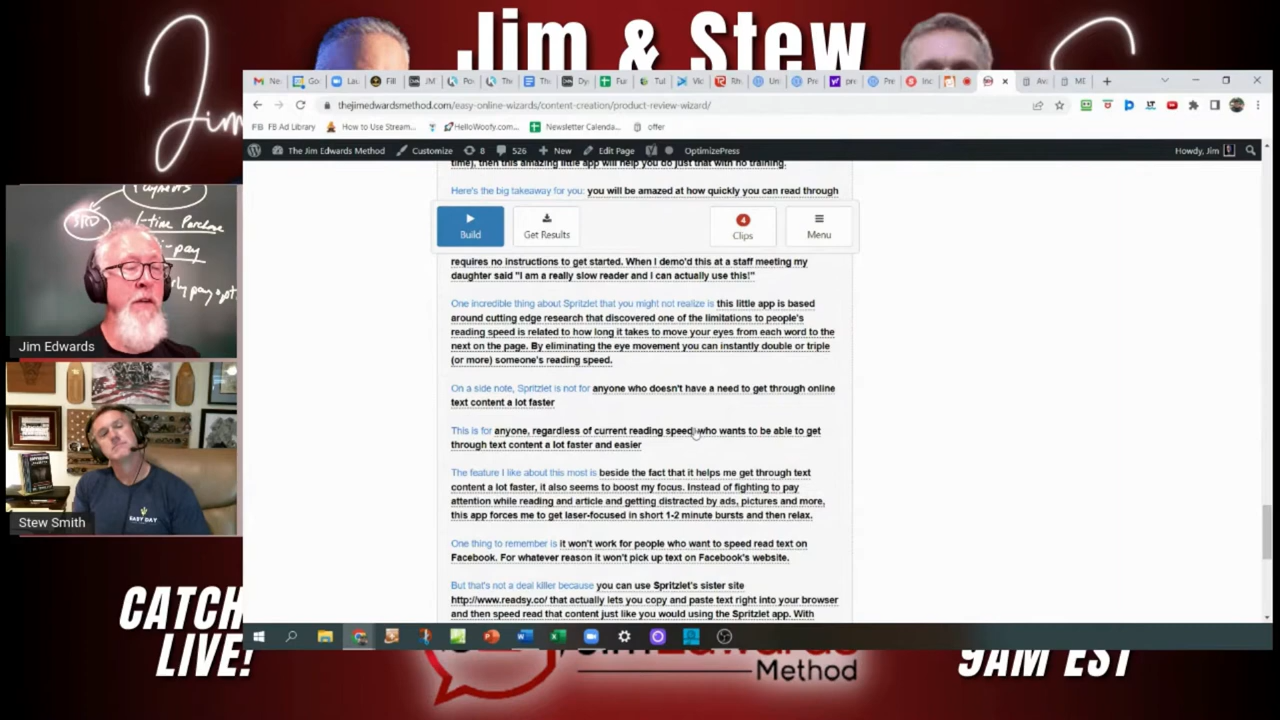 Jim & Stew
Jim
thejimedwardsmethod.com/easy-online-wizards/content-creation/product-review-wizard/
FB Ad Library
How to Use Stream...
HelloWoofy.com...
Newsletter Calenda...
offer
The Jim Edwards Method
Customize
8
526
New
Edit Page
OptimizePress
Howdy, Jim
time), then this amazing little app will help you do just that with no training.
Here's the big takeaway for you: you will be amazed at how quickly you can read through
Build
Get Results
4
Clips
Menu
requires no instructions to get started. When I demo'd this at a staff meeting my
daughter said "I am a really slow reader and I can actually use this!"
One incredible thing about Spritzlet that you might not realize is this little app is based
around cutting edge research that discovered one of the limitations to people's
reading speed is related to how long it takes to move your eyes from each word to the
next on the page. By eliminating the eye movement you can instantly double or triple
(or more) someone's reading speed.
On a side note, Spritzlet is not for anyone who doesn't have a need to get through online
text content a lot faster
This is for anyone, regardless of current reading speed, who wants to be able to get
through text content a lot faster and easier
The feature I like about this most is beside the fact that it helps me get through text
content a lot faster, it also seems to boost my focus. Instead of fighting to pay
attention while reading and article and getting distracted by ads, pictures and more,
this app forces me to get laser-focused in short 1-2 minute bursts and then relax.
One thing to remember is it won't work for people who want to speed read text on
Facebook. For whatever reason it won't pick up text on Facebook's website.
But that's not a deal killer because you can use Spritzlet's sister site
http://www.readsy.co/ that actually lets you copy and paste text right into your browser
and then speed read that content just like you would using the Spritzlet app. With
SRD
1-time Purchase
Jim Edwards
EASY DAY
Stew Smith
CATCH
LIVE!
Method
9AM EST